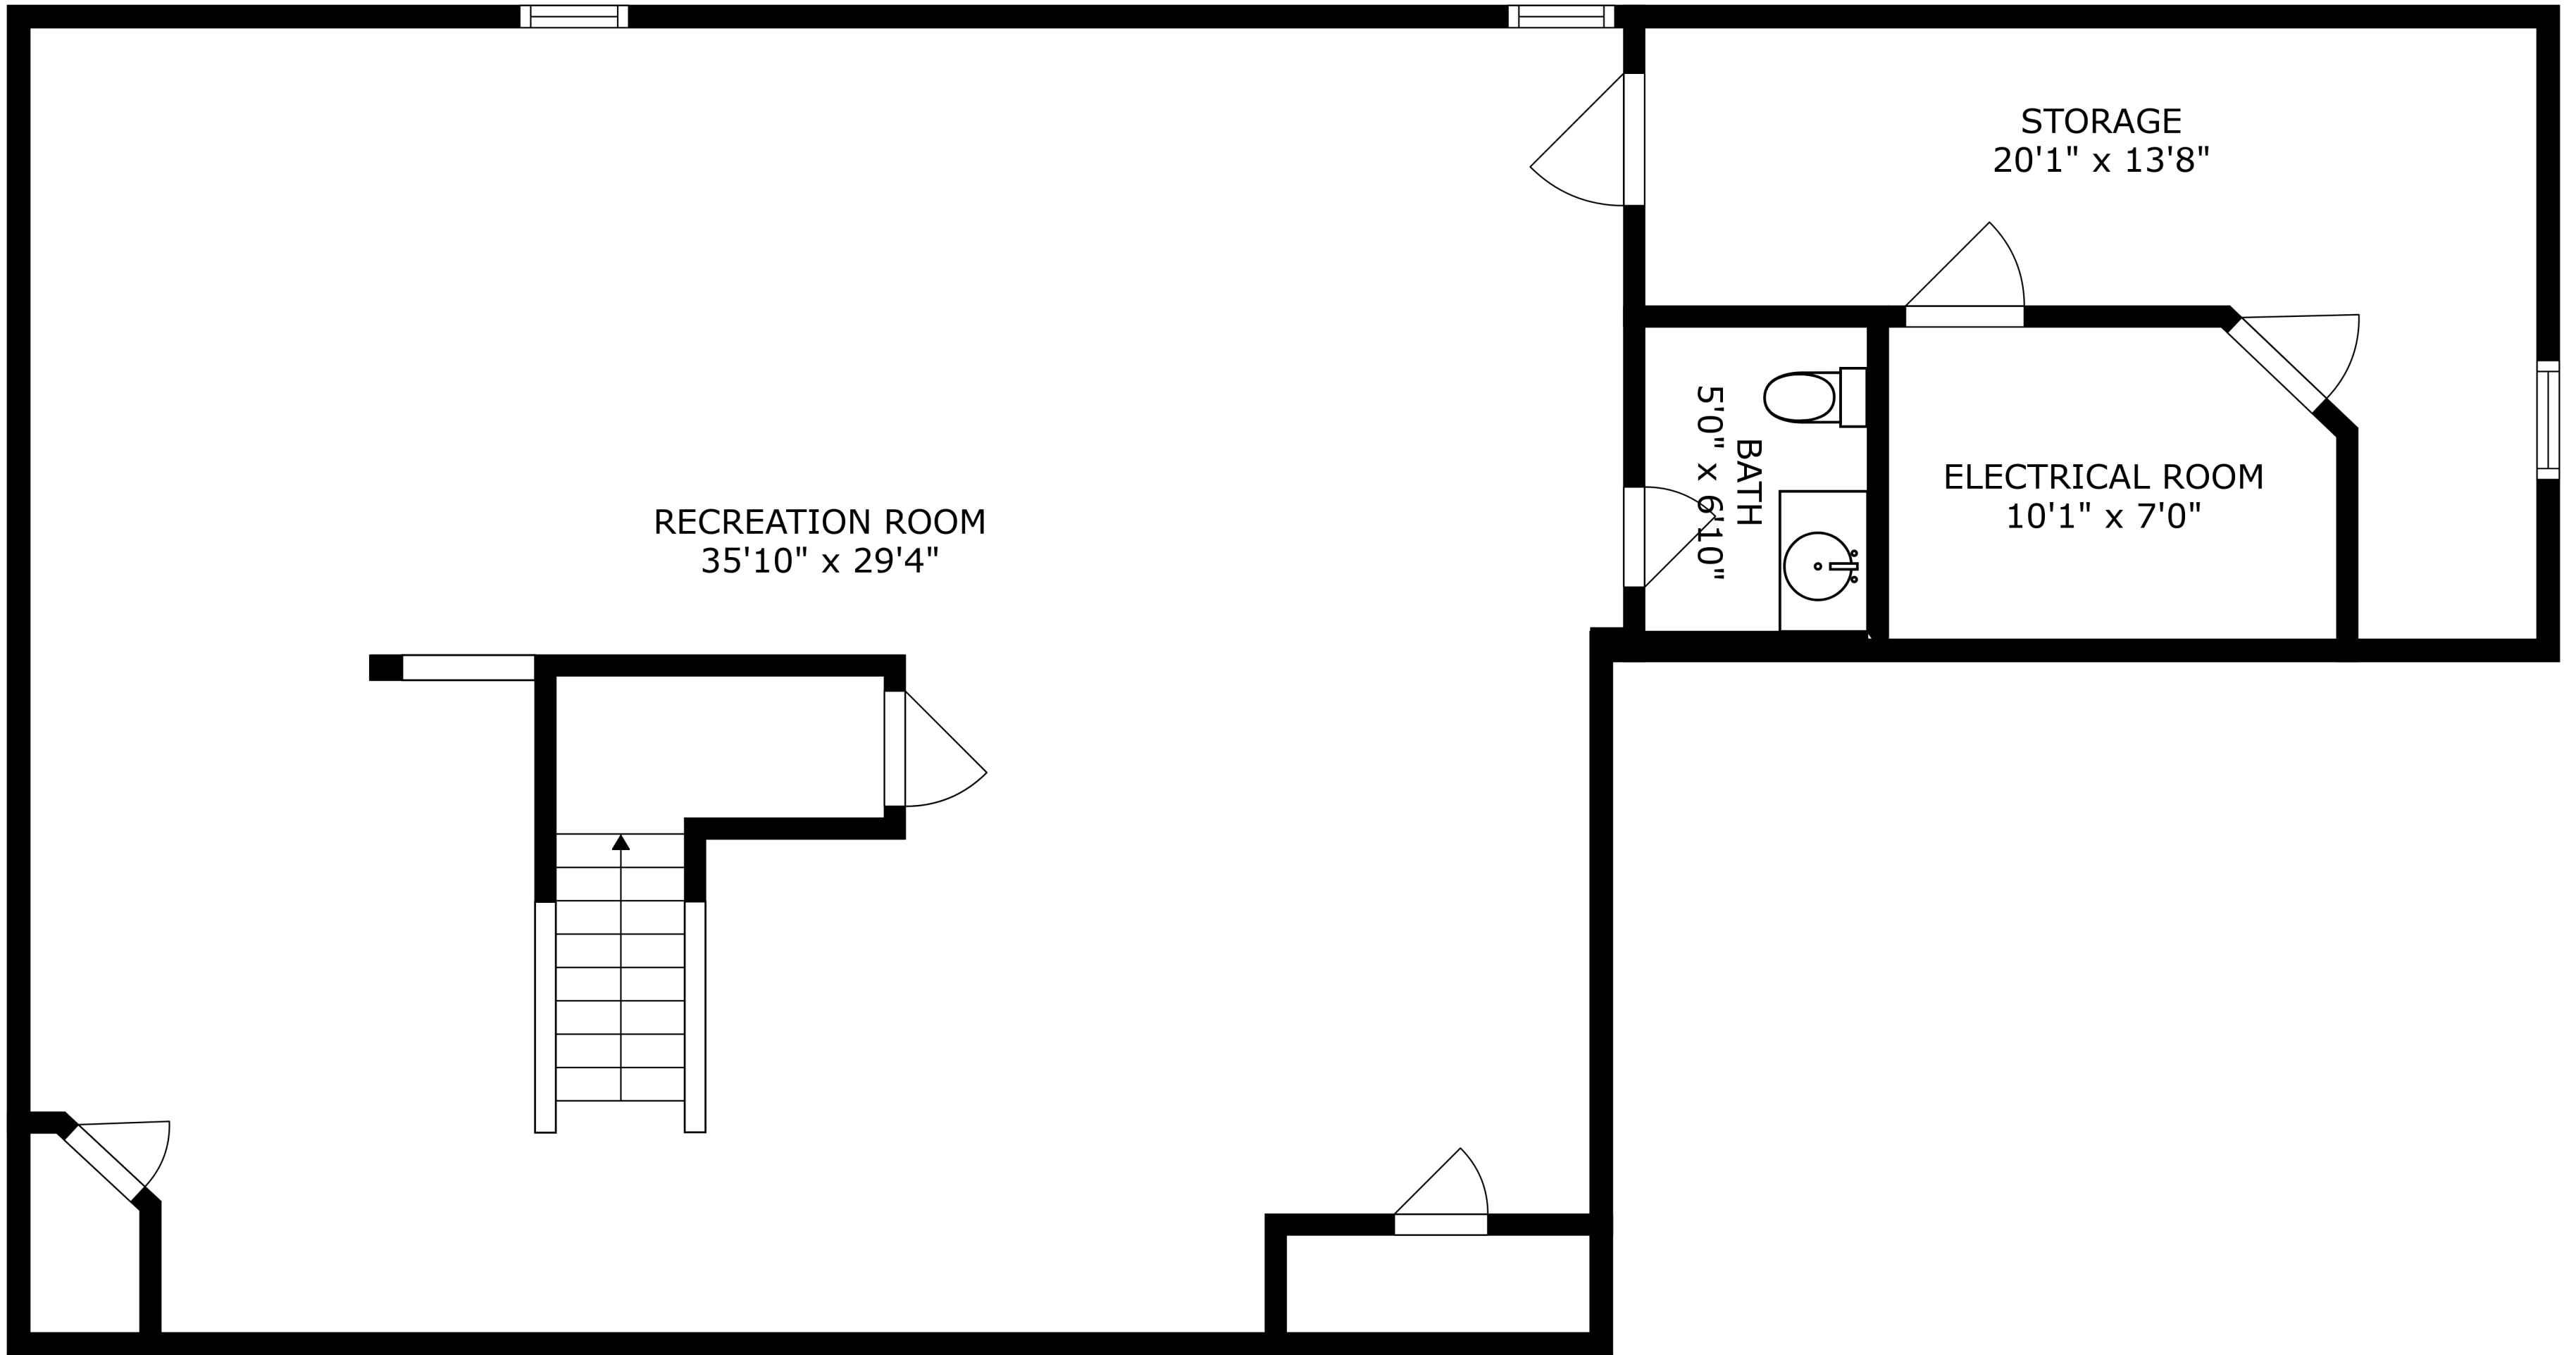 STORAGE
20'1" x 13'8"
RECREATION ROOM
35'10" x 29'4"
BATH
5'0" x 6'10"
ELECTRICAL ROOM
10'1" x 7'0"